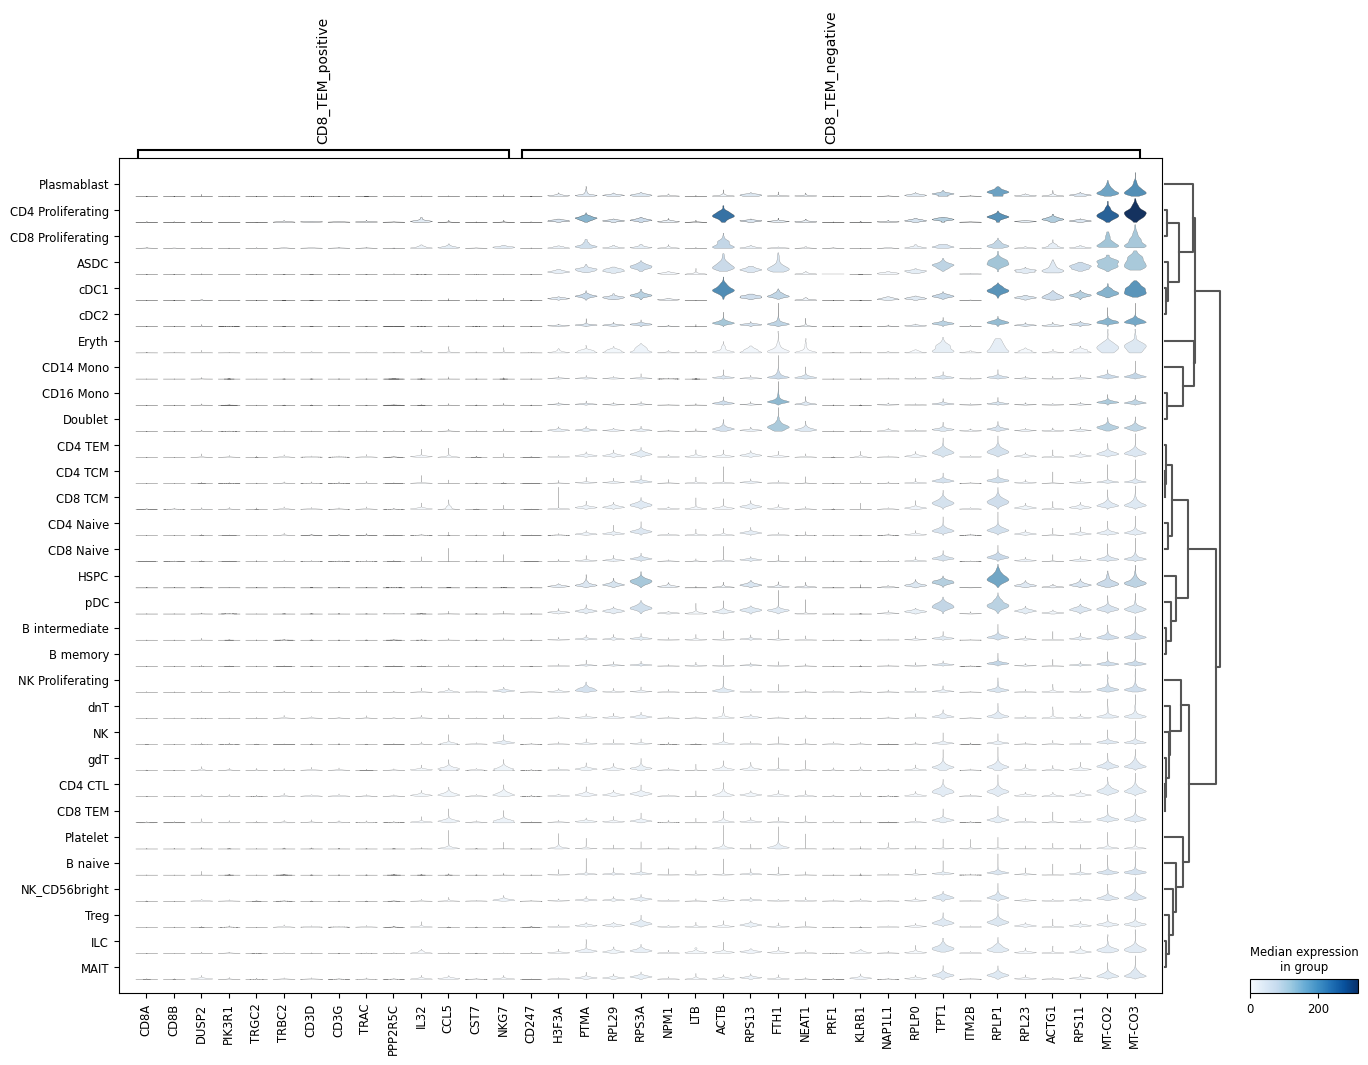 CD8_TEM_positive
CD8_TEM_negative
Plasmablast
CD4 Proliferating
CD8 Proliferating
ASDC
cDC1
cDC2
Eryth
CD14 Mono
CD16 Mono
Doublet
CD4 TEM
CD4 TCM
CD8 TCM
CD4 Naive
CD8 Naive
HSPC
pDC
B intermediate
B memory
NK Proliferating
dnT
NK
gdT
CD4 CTL
CD8 TEM
Platelet
B naive
NK_CD56bright
Treg
ILC
MAIT
CD8A
CD8B
DUSP2
PIK3R1
TRGC2
TRBC2
CD3D
CD3G
TRAC
PPP2R5C
IL32
CCL5
CST7
NKG7
CD247
H3F3A
PTMA
RPL29
RPS3A
NPM1
LTB
ACTB
RPS13
FTH1
NEAT1
PRF1
KLRB1
NAP1L1
RPLP0
TPT1
ITM2B
RPLP1
RPL23
ACTG1
RPS11
MT-CO2
MT-CO3
Median expression
in group
0 200